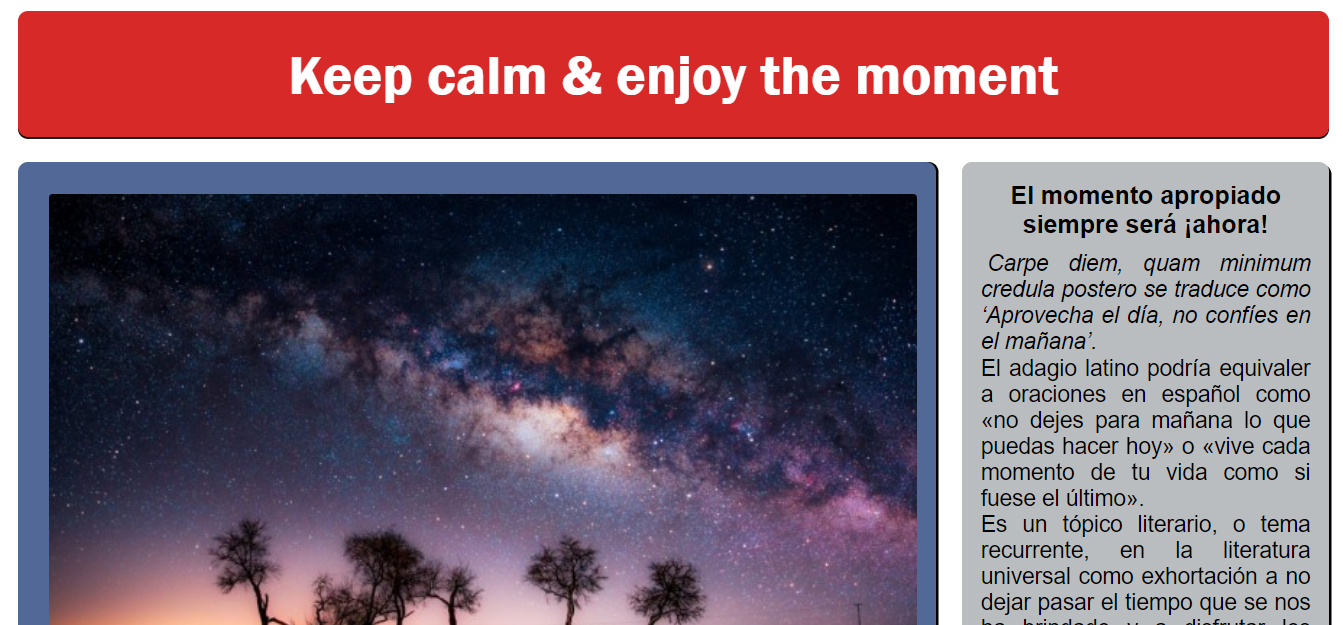 Keep calm & enjoy the moment
El momento apropiado
siempre será ¡ahora!
Carpe diem, quam minimum
credula postero se traduce como
‘Aprovecha el día, no confíes en
el mañana’.
El adagio latino podría equivaler
a oraciones en español como
«no dejes para mañana lo que
puedas hacer hoy» o «vive cada
momento de tu vida como si
fuese el último».
Es un tópico literario, o tema
recurrente, en la literatura
universal como exhortación a no
dejar pasar el tiempo que se nos
ha brindado y a disfrutar los